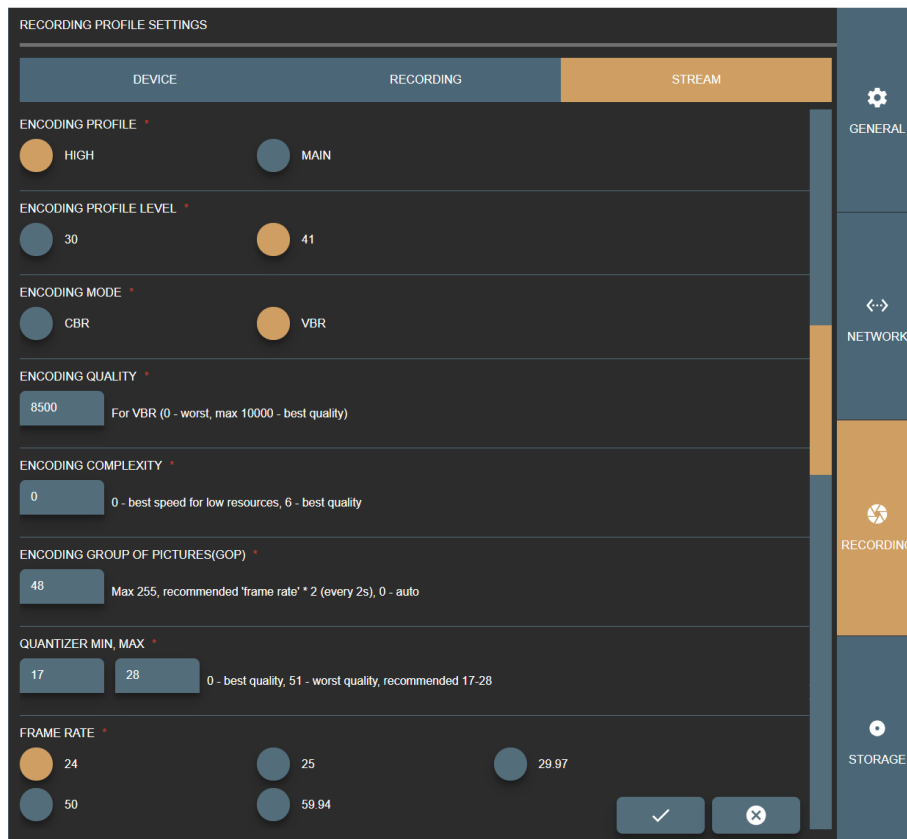 RECORDING PROFILE SETTINGS
DEVICE RECORDING STREAM
ENCODING PROFILE *
HIGH MAIN
ENCODING PROFILE LEVEL *
30 41
ENCODING MODE *
CBR VBR
ENCODING QUALITY *
8500 For VBR (0 - worst, max 10000 - best quality)
ENCODING COMPLEXITY *
0 0 - best speed for low resources, 6 - best quality
ENCODING GROUP OF PICTURES(GOP) *
48 Max 255, recommended 'frame rate' * 2 (every 2s), 0 - auto
QUANTIZER MIN, MAX *
17 28 0 - best quality, 51 - worst quality, recommended 17-28
FRAME RATE *
24 25 29.97
50 59.94
GENERAL
NETWORK
RECORDING
STORAGE